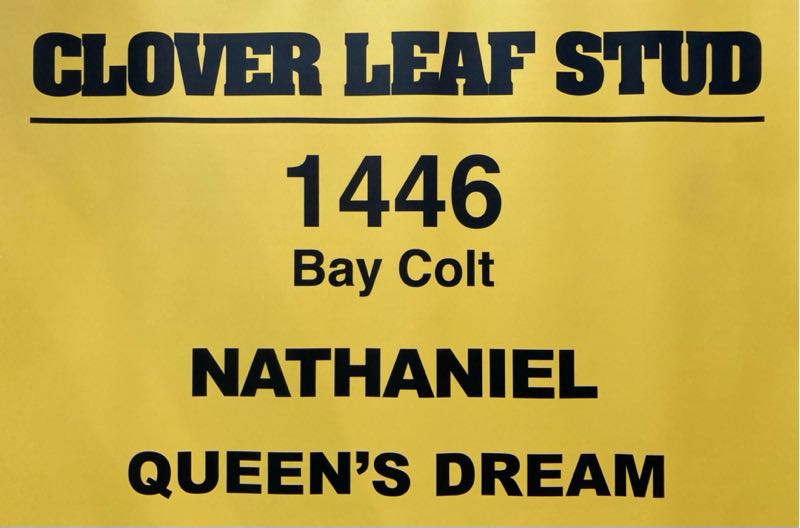 CLOVER LEAF STUD
1446
Bay Colt
NATHANIEL
QUEEN'S DREAM